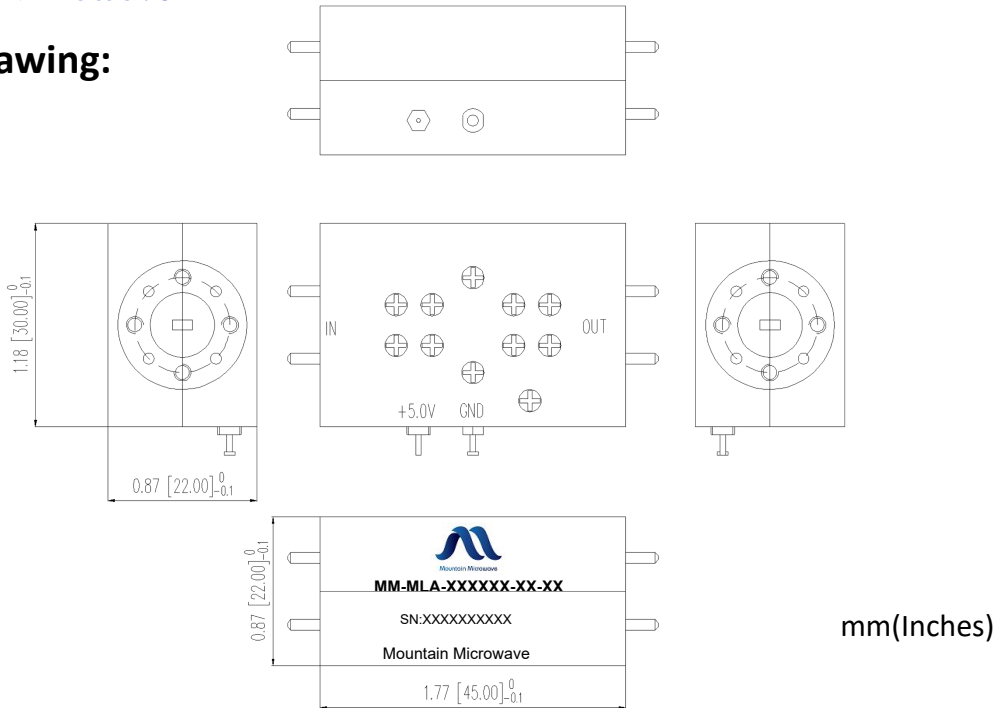 awing:
1.18 [30.00] 0 -0.1
IN
OUT
+5.0V GND
0.87 [22.00] 0 -0.1
0.87 [22.00] 0 -0.1
Mountain Microwave
MM-MLA-XXXXXX-XX-XX
SN:XXXXXXXXXX
Mountain Microwave
mm(Inches)
1.77 [45.00] 0 -0.1